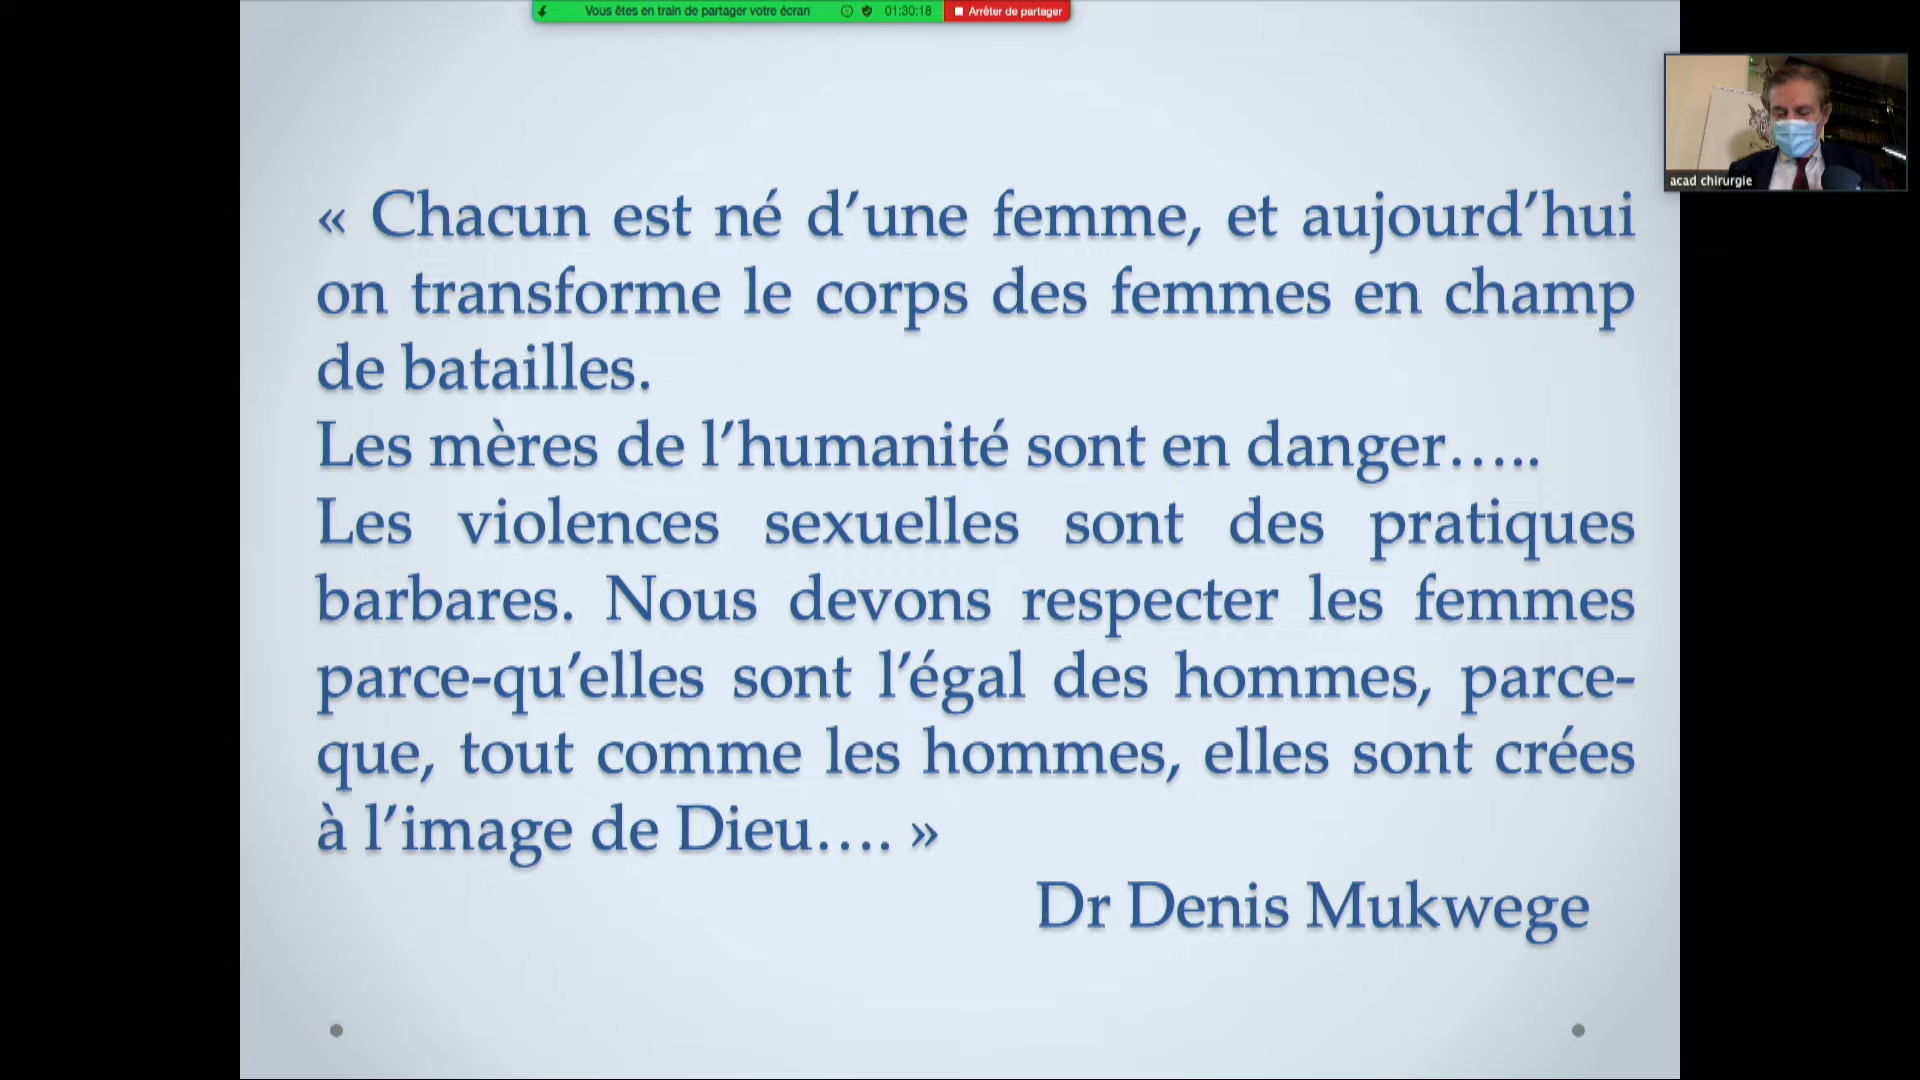 Vous êtes en train de partager votre écran 01:30:18 Arrêter de partager
acad chirurgie
« Chacun est né d’une femme, et aujourd’hui
on transforme le corps des femmes en champ
de batailles.
Les mères de l’humanité sont en danger…..
Les violences sexuelles sont des pratiques
barbares. Nous devons respecter les femmes
parce-qu’elles sont l’égal des hommes, parce-
que, tout comme les hommes, elles sont crées
à l’image de Dieu…. »
Dr Denis Mukwege